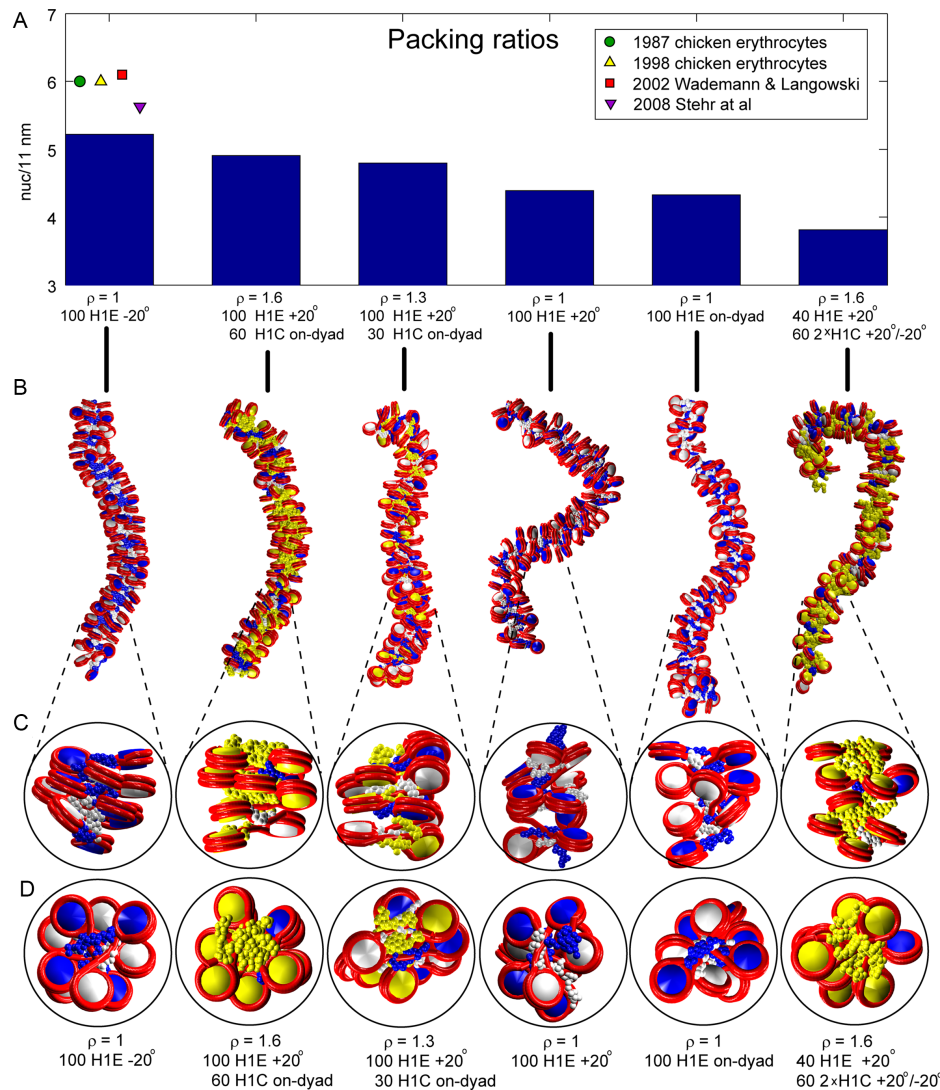 A
Packing ratios
7
6
5
4
3
nuc/11 nm
1987 chicken erythrocytes
1998 chicken erythrocytes
2002 Wademann & Langowski
2008 Stehr at al
ρ = 1
100 H1E -20°
ρ = 1.6
100 H1E +20°
60 H1C on-dyad
ρ = 1.3
100 H1E +20°
30 H1C on-dyad
ρ = 1
100 H1E +20°
ρ = 1
100 H1E on-dyad
ρ = 1.6
40 H1E +20°
60 2×H1C +20°/-20°
B
C
D
ρ = 1
100 H1E -20°
ρ = 1.6
100 H1E +20°
60 H1C on-dyad
ρ = 1.3
100 H1E +20°
30 H1C on-dyad
ρ = 1
100 H1E +20°
ρ = 1
100 H1E on-dyad
ρ = 1.6
40 H1E +20°
60 2×H1C +20°/-20°